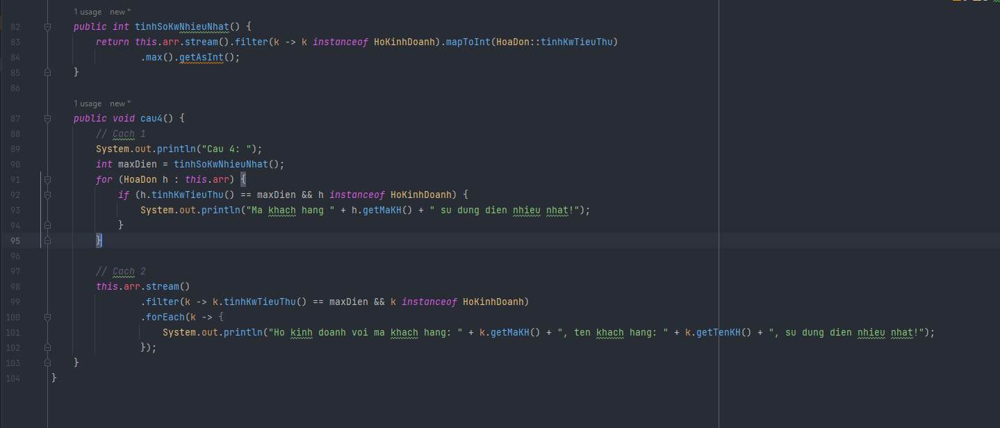 1 usage new *
82 public int tinhSoKwNhieuNhat() {
83 return this.arr.stream().filter(k -> k instanceof HoKinhDoanh).mapToInt(HoaDon::tinhKwTieuThu)
84 .max().getAsInt();
85 }
86
1 usage new *
87 public void cau4() {
88 // Cach 1
89 System.out.println("Cau 4: ");
90 int maxDien = tinhSoKwNhieuNhat();
91 for (HoaDon h : this.arr) {
92 if (h.tinhKwTieuThu() == maxDien && h instanceof HoKinhDoanh) {
93 System.out.println("Ma khach hang " + h.getMaKH() + " su dung dien nhieu nhat!");
94 }
95 }
96
97 // Cach 2
98 this.arr.stream()
99 .filter(k -> k.tinhKwTieuThu() == maxDien && k instanceof HoKinhDoanh)
100 .forEach(k -> {
101 System.out.println("Ho kinh doanh voi ma khach hang: " + k.getMaKH() + ", ten khach hang: " + k.getTenKH() + ", su dung dien nhieu nhat!");
102 });
103 }
104 }